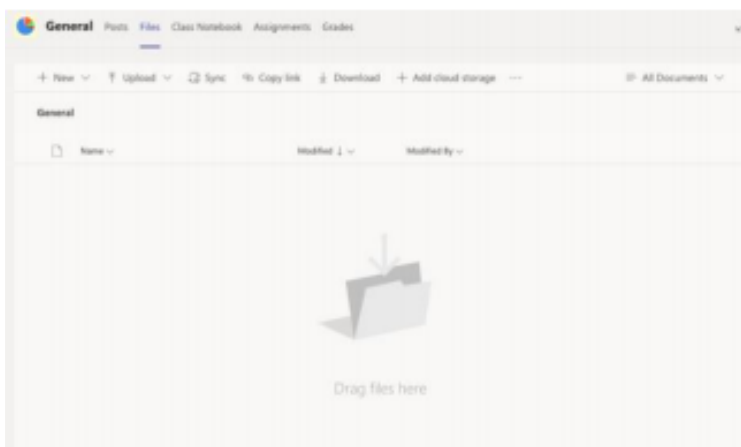 General Posts Files Class Notebook Assignments Grades
+ New Upload Sync Copy link Download + Add cloud storage ... All Documents
General
Name Modified Modified By
Drag files here